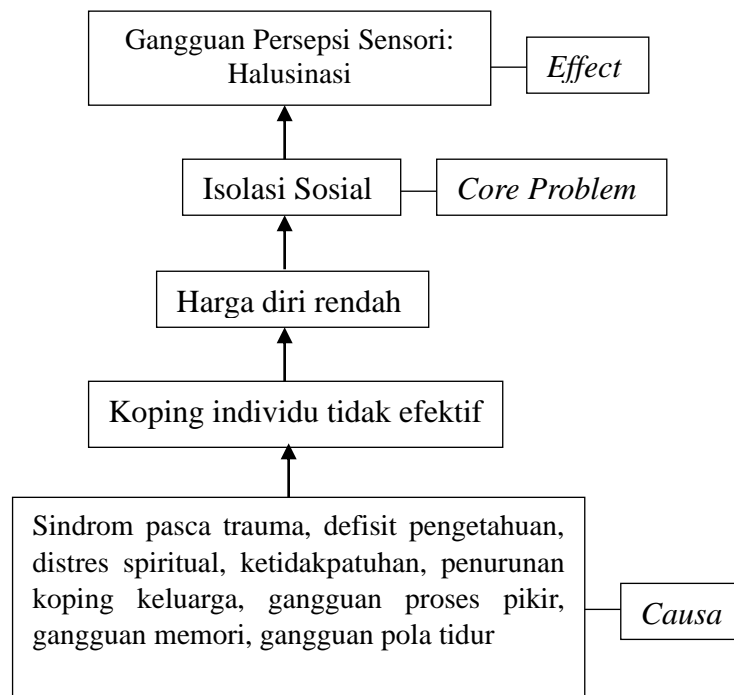 Gangguan Persepsi Sensori:
Halusinasi
Effect
Isolasi Sosial
Core Problem
Harga diri rendah
Koping individu tidak efektif
Sindrom pasca trauma, defisit pengetahuan,
distres spiritual, ketidakpatuhan, penurunan
koping keluarga, gangguan proses pikir,
gangguan memori, gangguan pola tidur
Causa